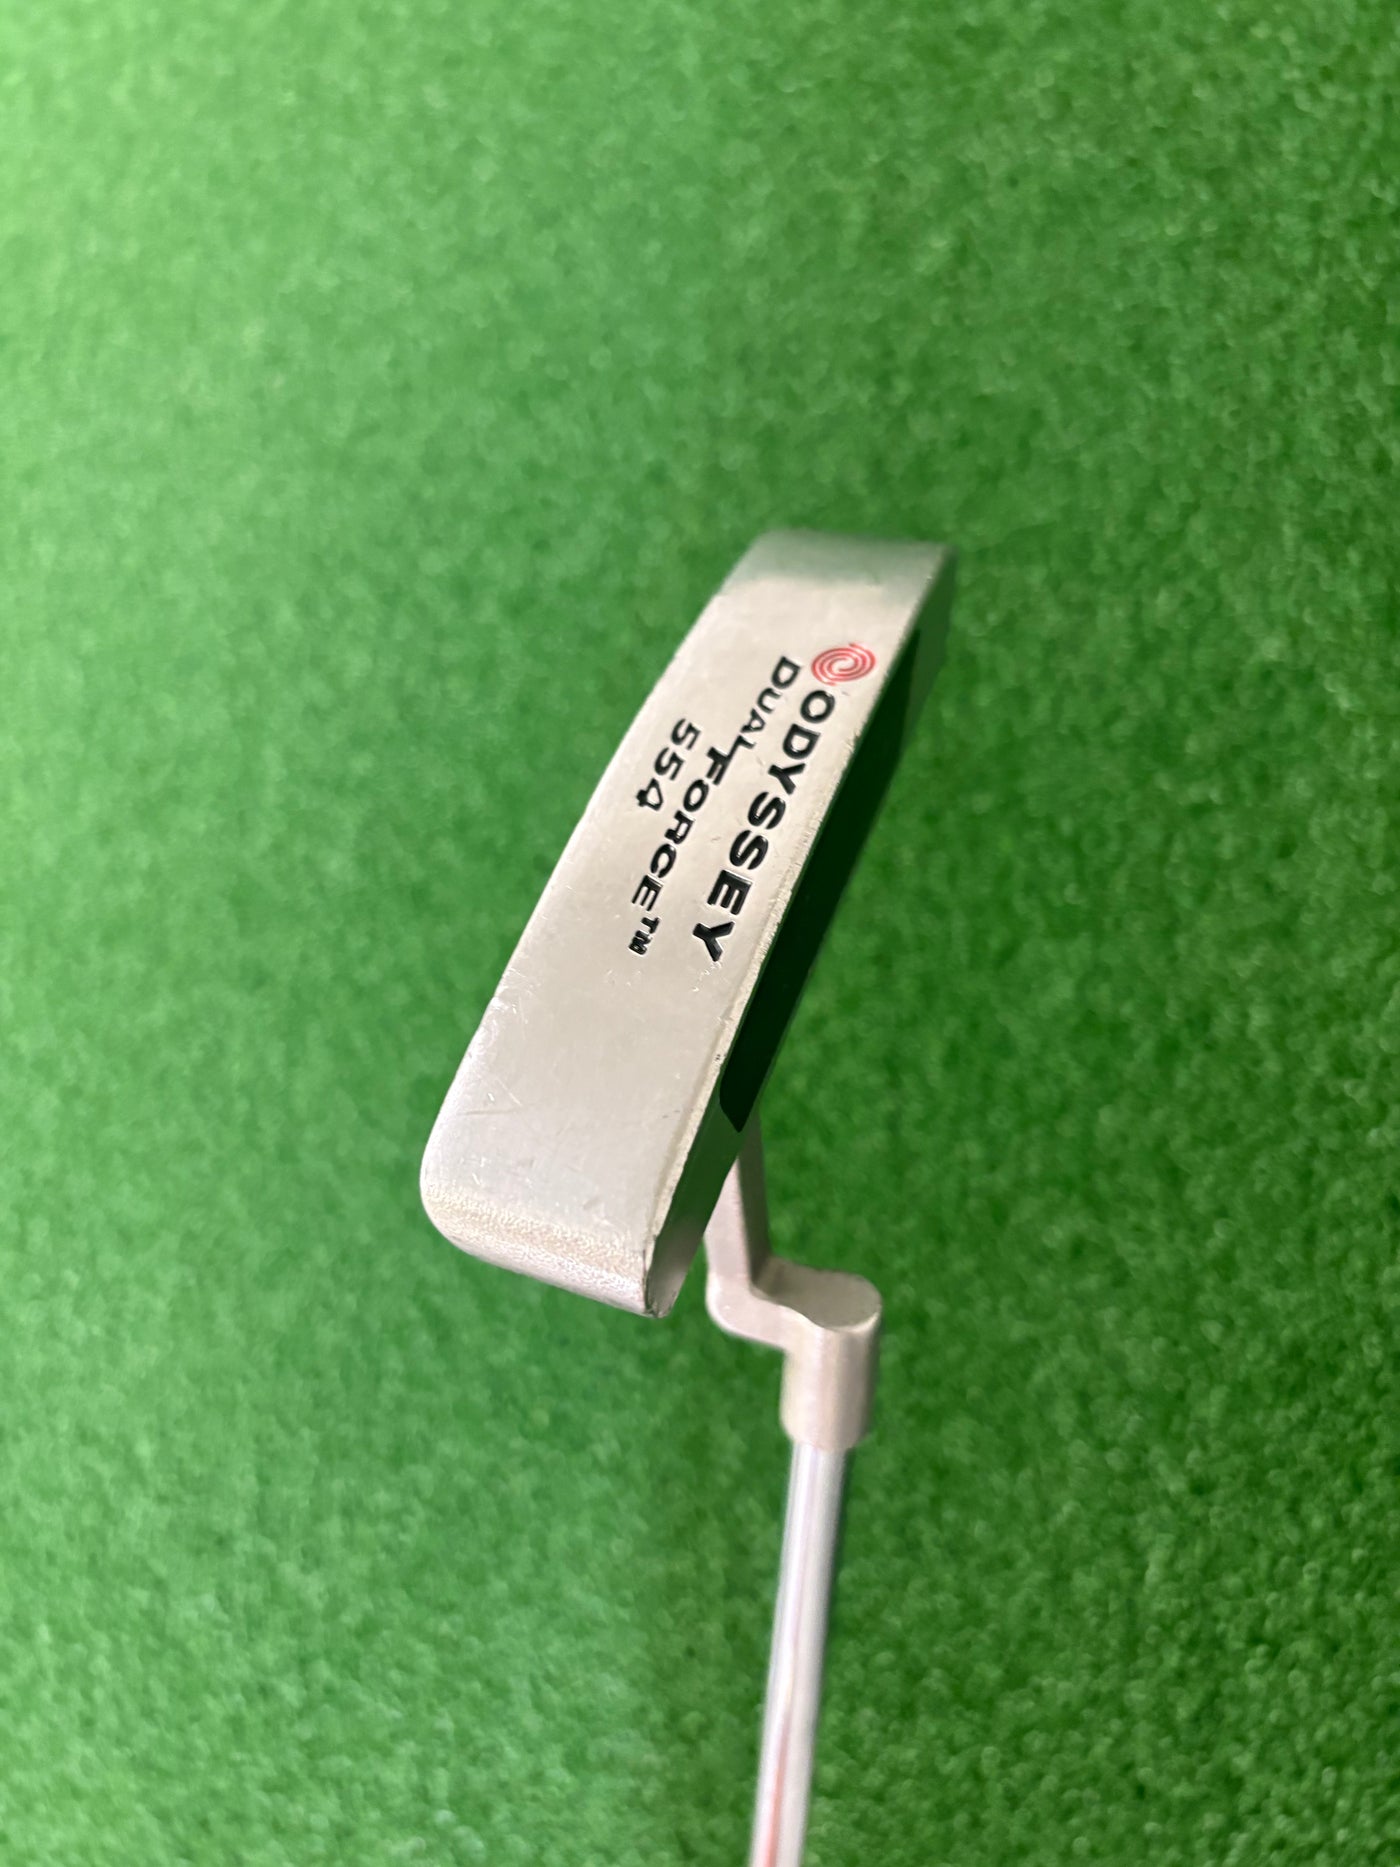 ODYSSEY
DUAL FORCE™
554